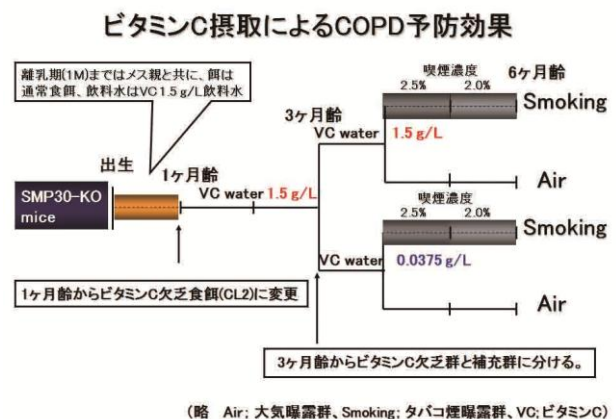 ビタミンC摂取によるCOPD予防効果
離乳期(1M)まではメス親と共に、餌は
通常食餌、飲料水はVC 1.5 g/L飲料水
出生
1ヶ月齢
SMP30-KO
mice
VC water 1.5 g/L
3ヶ月齢
VC water 1.5 g/L
喫煙濃度
2.5% 2.0%
6ヶ月齢
Smoking
Air
喫煙濃度
2.5% 2.0%
Smoking
VC water 0.0375 g/L
Air
1ヶ月齢からビタミンC欠乏食餌(CL2)に変更
3ヶ月齢からビタミンC欠乏群と補充群に分ける。
(略 Air; 大気曝露群、Smoking; タバコ煙曝露群、VC;ビタミンC)